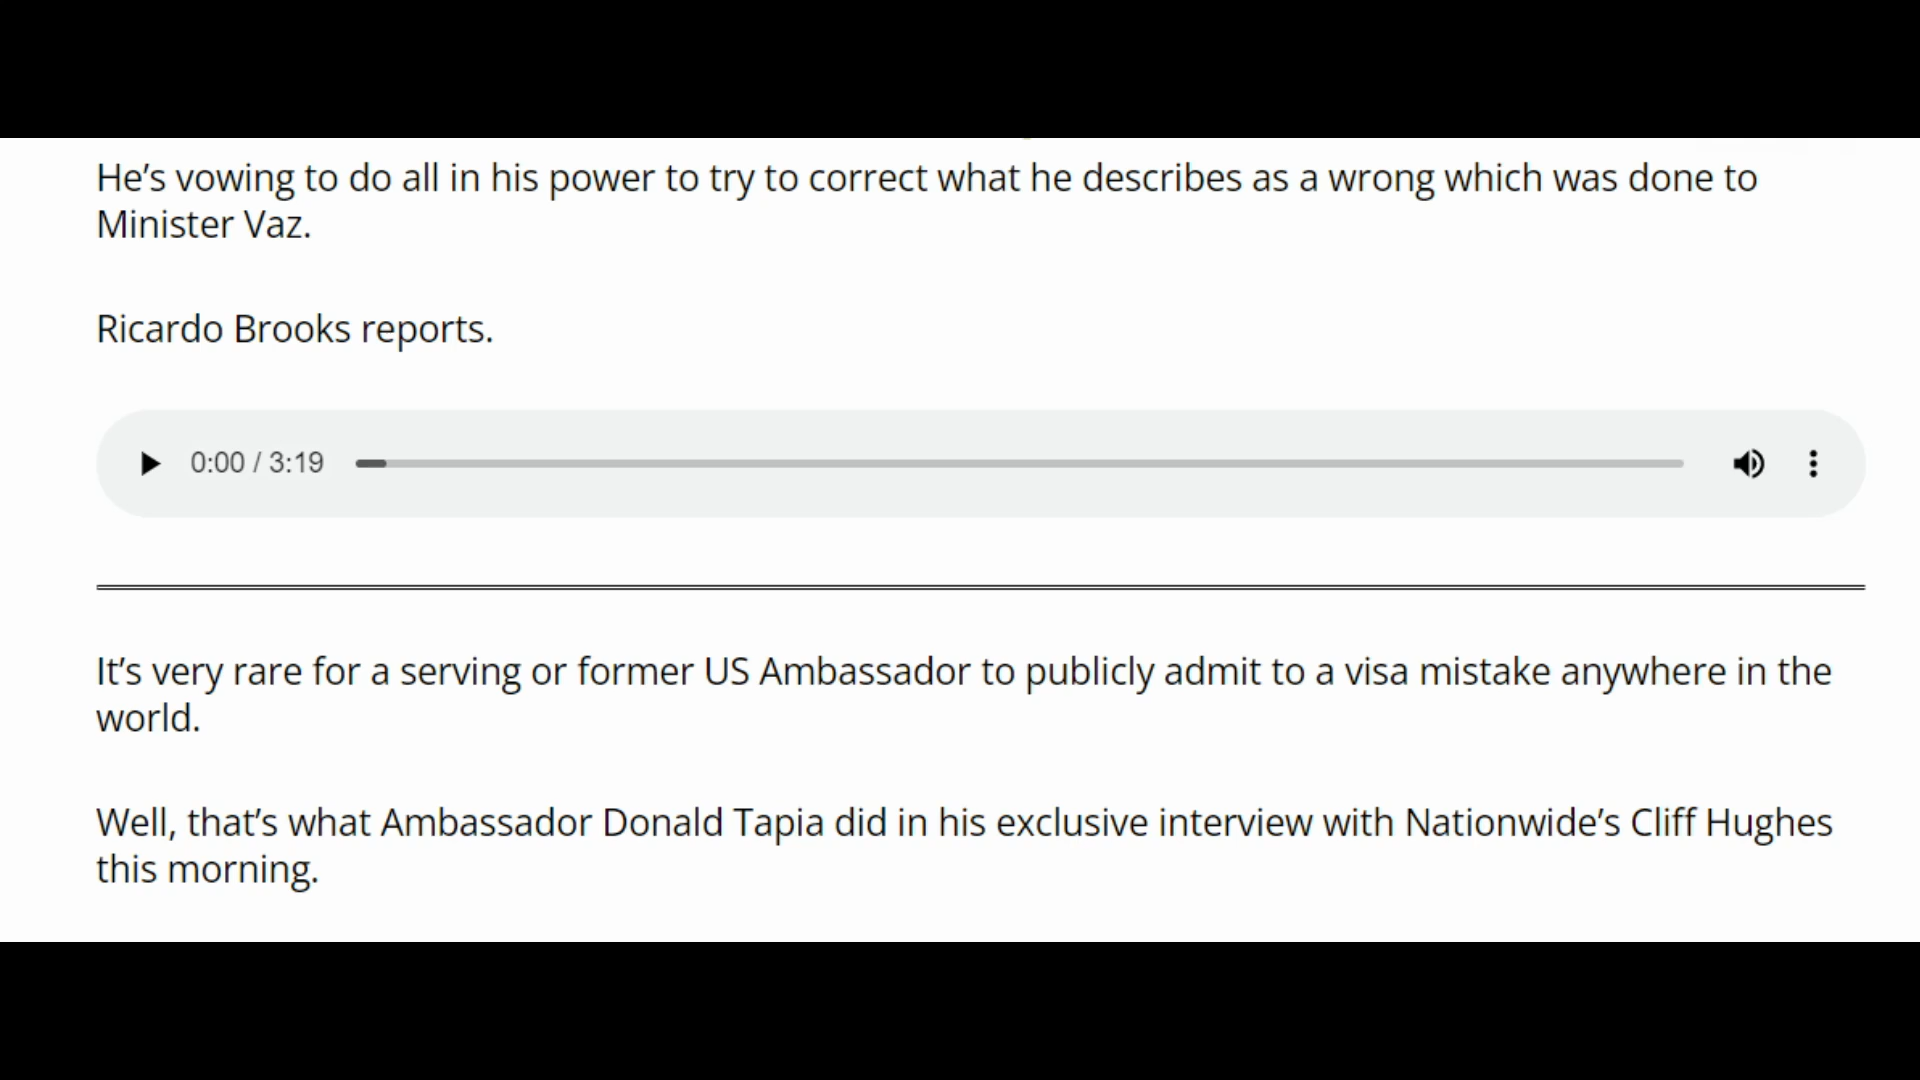 He’s vowing to do all in his power to try to correct what he describes as a wrong which was done to
Minister Vaz.
Ricardo Brooks reports.
0:00 / 3:19
It’s very rare for a serving or former US Ambassador to publicly admit to a visa mistake anywhere in the
world.
Well, that’s what Ambassador Donald Tapia did in his exclusive interview with Nationwide’s Cliff Hughes
this morning.